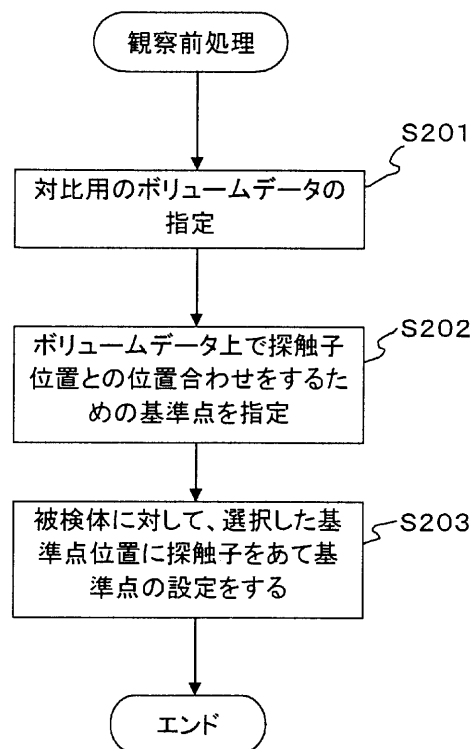 観察前処理
S201
対比用のボリュームデータの
指定
S202
ボリュームデータ上で探触子
位置との位置合わせをするた
めの基準点を指定
S203
被検体に対して、選択した基
準点位置に探触子をあて基
準点の設定をする
エンド